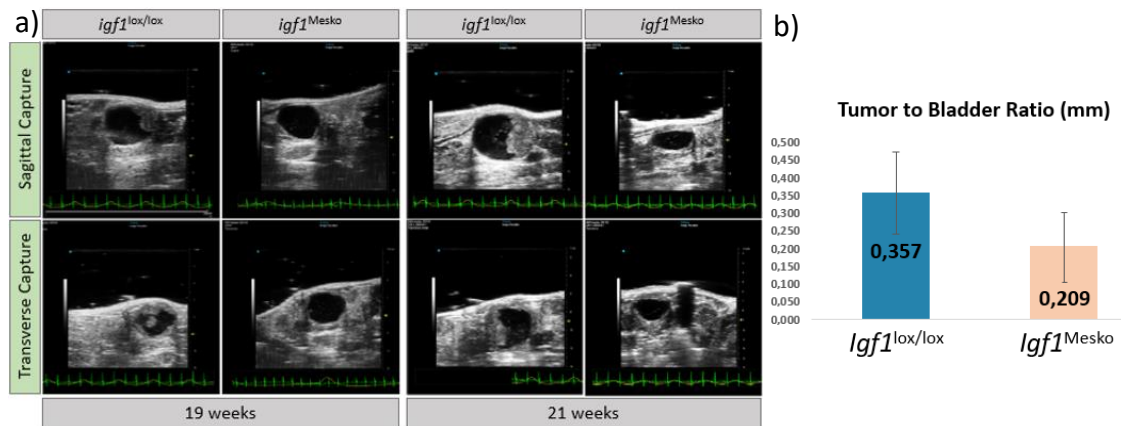 a)
igf1lox/lox
igf1Mesko
igf1lox/lox
igf1Mesko
b)
Sagittal Capture
Transverse Capture
19 weeks
21 weeks
Tumor to Bladder Ratio (mm)
0,500
0,450
0,400
0,350
0,300
0,250
0,200
0,150
0,100
0,050
0,000
0,357
0,209
Igf1lox/lox
Igf1Mesko